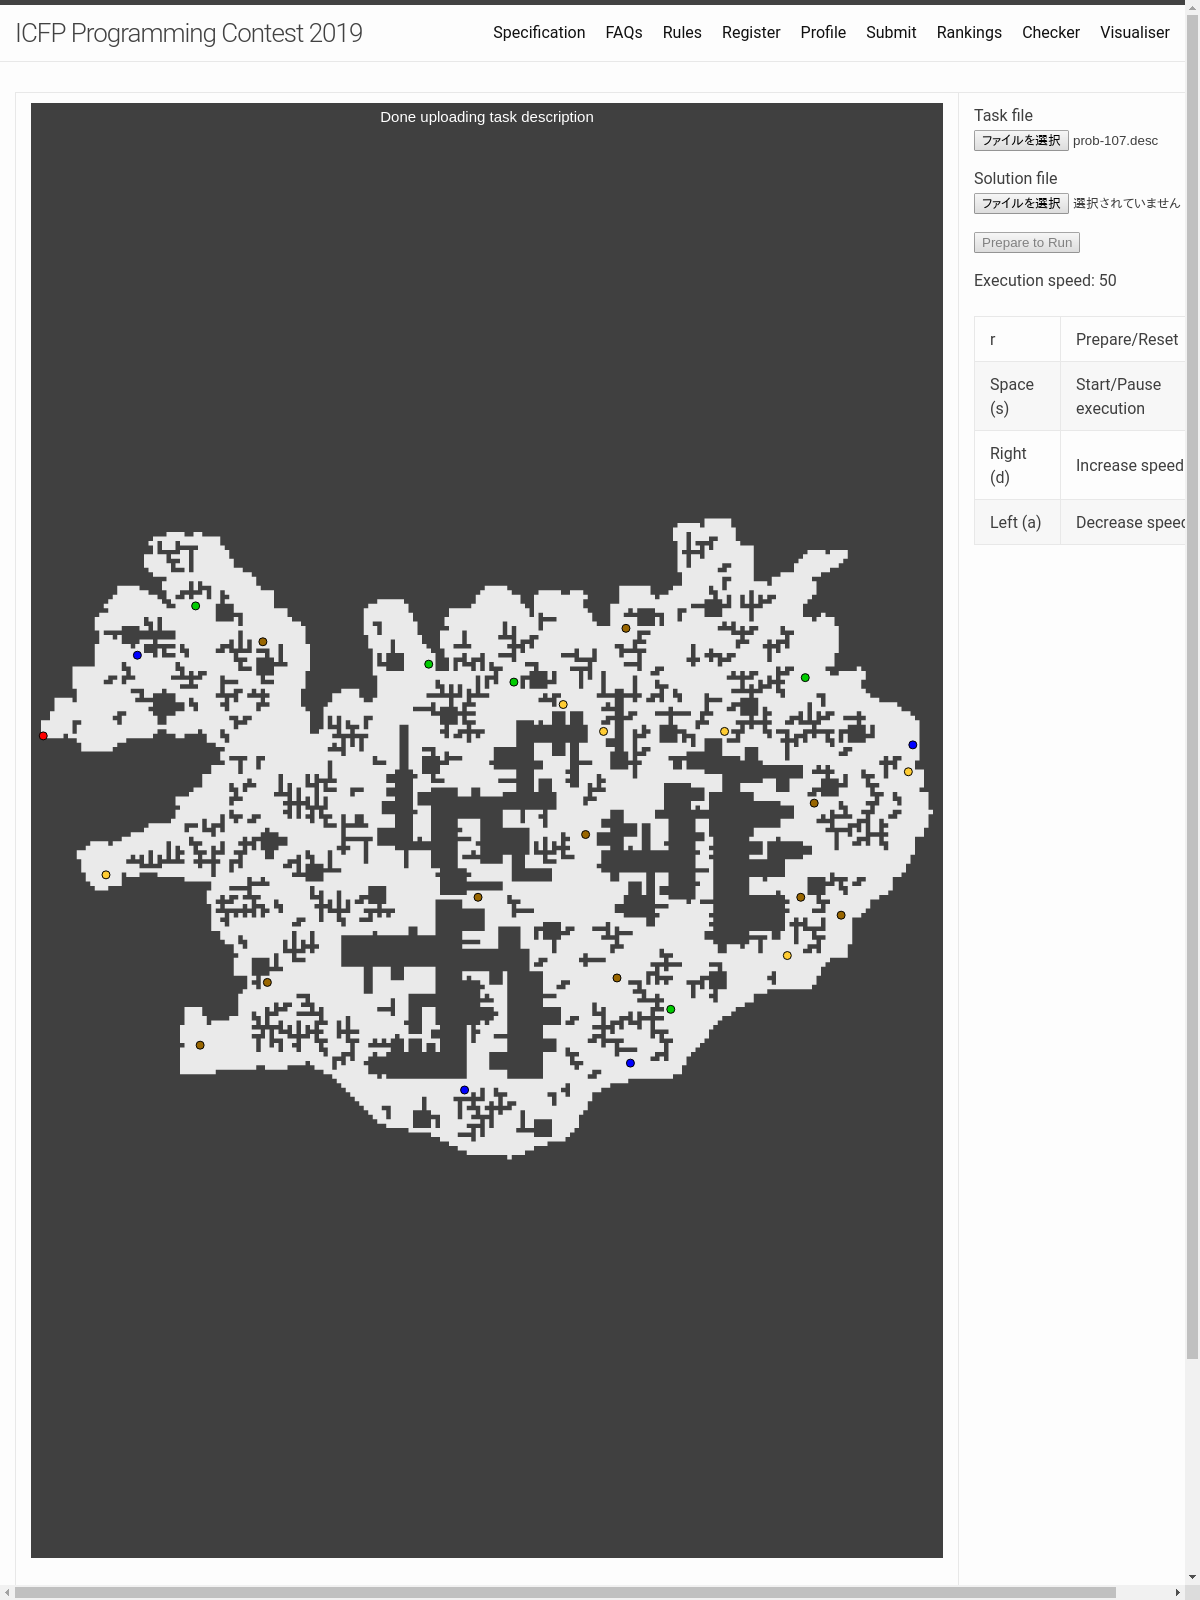 ICFP Programming Contest 2019
Specification FAQs Rules Register Profile Submit Rankings Checker Visualiser
Done uploading task description
Task file
ファイルを選択 prob-107.desc
Solution file
ファイルを選択 選択されていません
Prepare to Run
Execution speed: 50
r Prepare/Reset
Space (s) Start/Pause execution
Right (d) Increase speed
Left (a) Decrease speed